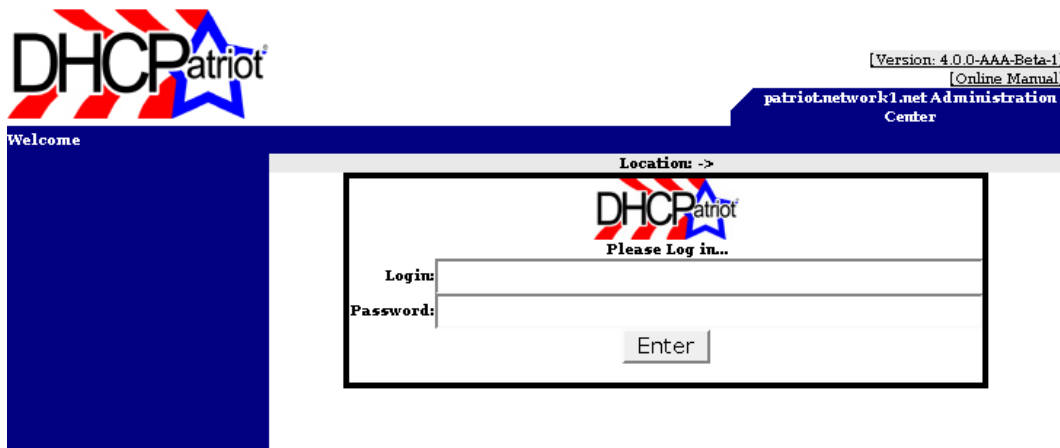 DHCPatriot®
[Version: 4.0.0-AAA-Beta-1]
[Online Manual]
patriot.network1.net Administration
Center
Welcome
Location: ->
DHCPatriot
Please Log in...
Login:
Password:
Enter